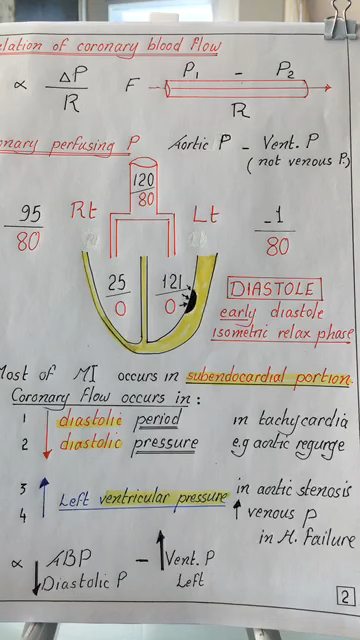 lation of coronary blood flow
∝ ΔP / R F P₁ - P₂
R
onary perfusing P Aortic P - Vent. P
(not venous P)
120
80
95
80
Rt
Lt
-1
80
25
0
121
0
DIASTOLE
early diastole
isometric relax phase
Most of MI occurs in subendocardial portion
Coronary flow occurs in:
1 diastolic period in tachycardia
2 diastolic pressure e.g aortic regurge
3 Left ventricular pressure in aortic stenosis
4 ↑ venous P
in H. Failure
∝ ↓ ABP - ↑ Vent. P
Diastolic P Left
2